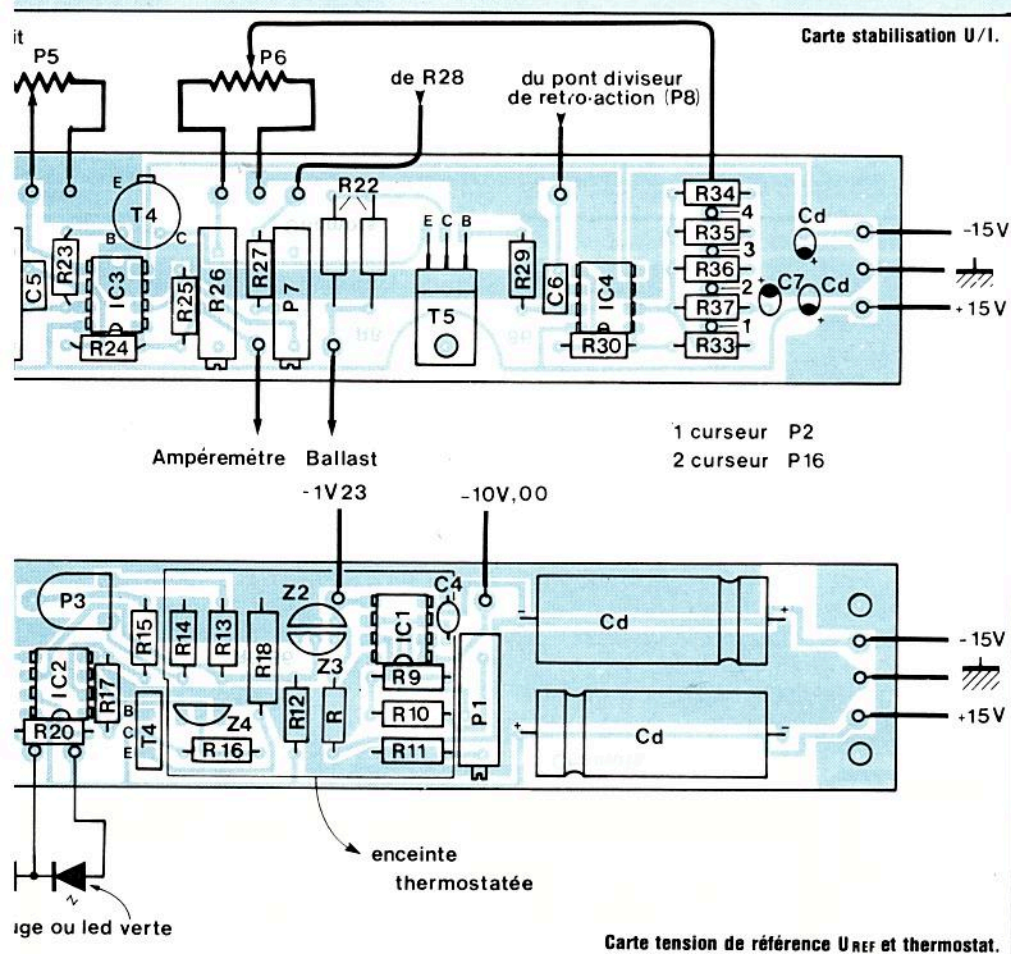 it
Carte stabilisation U/I.
P5
P6
de R28
du pont diviseur
de retro-action (P8)
E
T4
B
C
R22
R34
4
R35
3
R36
2
R37
1
R33
Cd
C7
Cd
-15V
+15V
C5
R23
IC3
R24
R25
R26
R27
P7
E C B
T5
R29
C6
IC4
R30
Ampéremètre
Ballast
1 curseur P2
2 curseur P16
-1V23
-10V,00
P3
R15
R14
R13
R18
Z2
Z3
IC1
C4
Cd
-
+
IC2
R17
R20
B
C
E
T4
Z4
R16
R12
R
R9
R10
R11
P1
Cd
+
-
-15V
+15V
enceinte
thermostatée
uge ou led verte
Carte tension de référence UREF et thermostat.